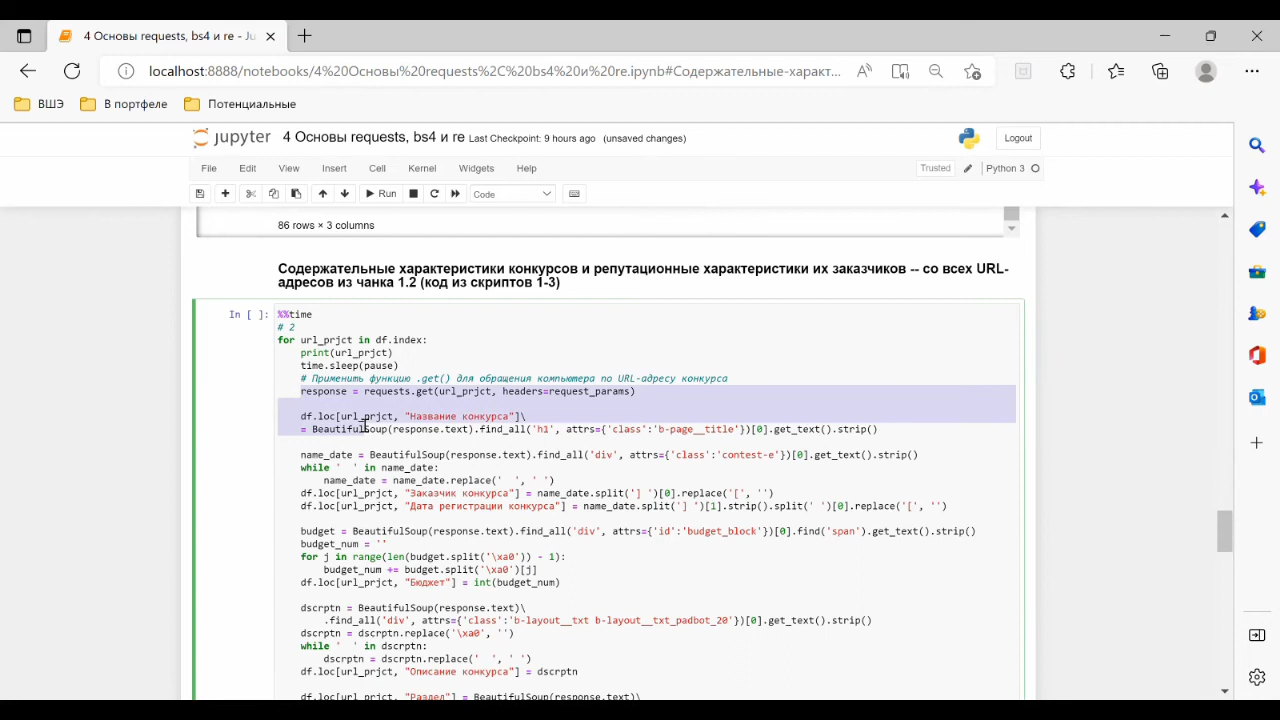 4 Основы requests, bs4 и re - Ju
localhost:8888/notebooks/4%20Основы%20requests%2C%20bs4%20и%20re.ipynb#Содержательные-характ...
ВШЭ
В портфеле
Потенциальные
jupyter 4 Основы requests, bs4 и re Last Checkpoint: 9 hours ago (unsaved changes)
Logout
File Edit View Insert Cell Kernel Widgets Help
Trusted
Python 3
Run
Code
86 rows × 3 columns
Содержательные характеристики конкурсов и репутационные характеристики их заказчиков -- со всех URL-
адресов из чанка 1.2 (код из скриптов 1-3)
In [ ]:
%%time
# 2
for url_prjct in df.index:
    print(url_prjct)
    time.sleep(pause)
    # Применить функцию .get() для обращения компьютера по URL-адресу конкурса
    response = requests.get(url_prjct, headers=request_params)
    df.loc[url_prjct, "Название конкурса"]\
    = BeautifulSoup(response.text).find_all('h1', attrs={'class':'b-page__title'})[0].get_text().strip()
    name_date = BeautifulSoup(response.text).find_all('div', attrs={'class':'contest-e'})[0].get_text().strip()
    while '  ' in name_date:
        name_date = name_date.replace('  ', ' ')
    df.loc[url_prjct, "Заказчик конкурса"] = name_date.split('] ')[0].replace('[', '')
    df.loc[url_prjct, "Дата регистрации конкурса"] = name_date.split('] ')[1].strip().split(' ')[0].replace('[', '')
    budget = BeautifulSoup(response.text).find_all('div', attrs={'id':'budget_block'})[0].find('span').get_text().strip()
    budget_num = ''
    for j in range(len(budget.split('\xa0')) - 1):
        budget_num += budget.split('\xa0')[j]
    df.loc[url_prjct, "Бюджет"] = int(budget_num)
    dscrptn = BeautifulSoup(response.text)\
        .find_all('div', attrs={'class':'b-layout__txt b-layout__txt_padbot_20'})[0].get_text().strip()
    dscrptn = dscrptn.replace('\xa0', '')
    while '  ' in dscrptn:
        dscrptn = dscrptn.replace('  ', ' ')
    df.loc[url_prjct, "Описание конкурса"] = dscrptn
    df.loc[url_prjct, "Раздел"] = BeautifulSoup(response.text)\